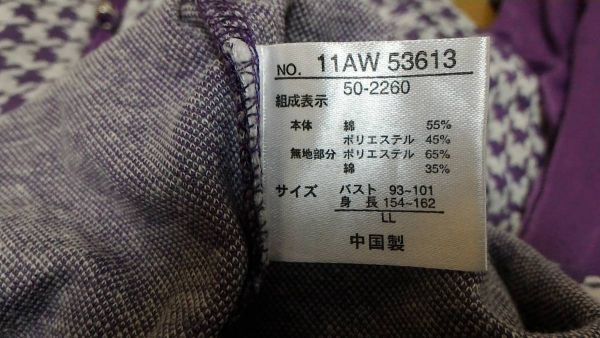 NO. 11AW 53613
50-2260
組成表示
本体 綿 55%
ポリエステル 45%
無地部分 ポリエステル 65%
綿 35%
サイズ バスト 93~101
身 長 154~162
LL
中国製